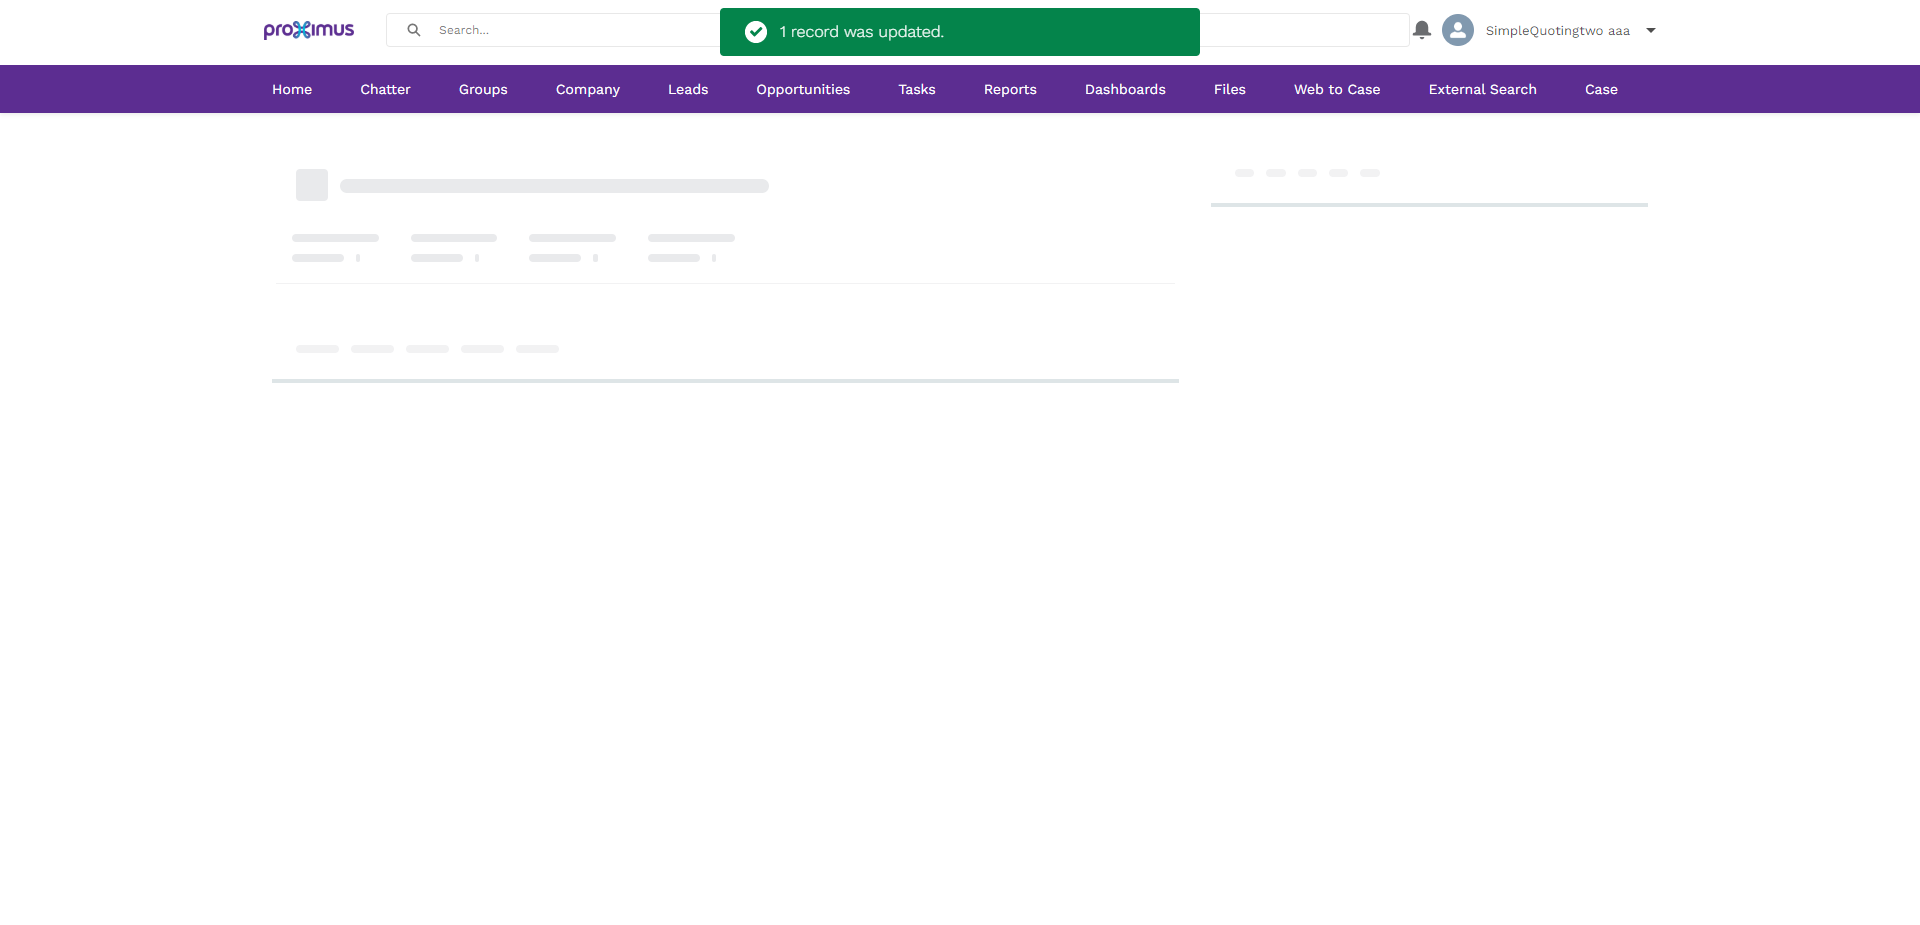 proximus
Search...
1 record was updated.
SimpleQuotingtwo aaa
Home
Chatter
Groups
Company
Leads
Opportunities
Tasks
Reports
Dashboards
Files
Web to Case
External Search
Case